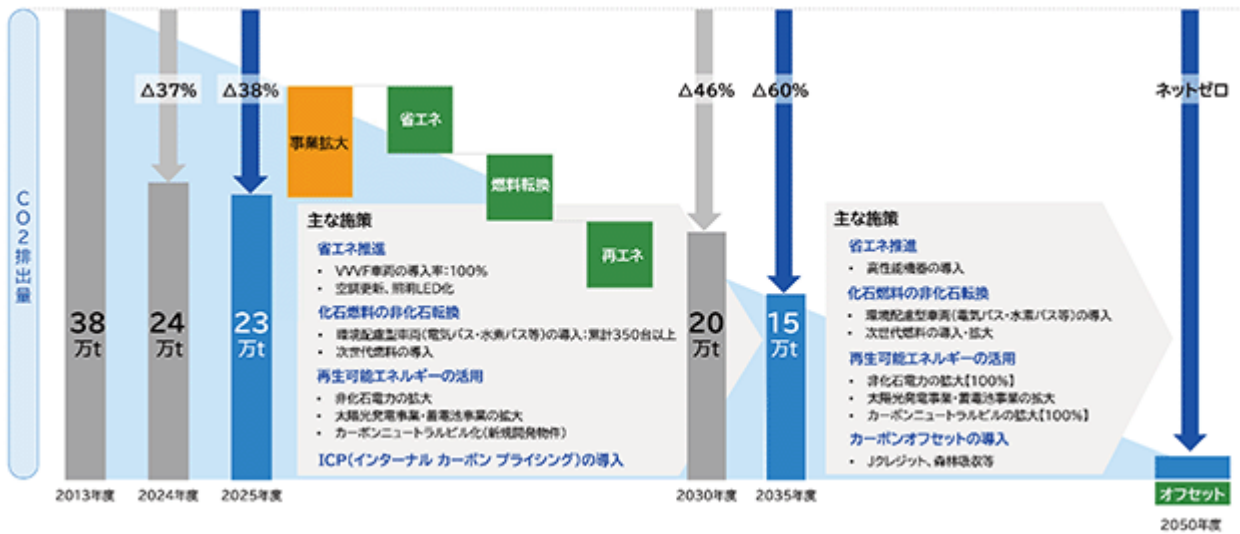 CO2排出量
△37%
△38%
△46%
△60%
ネットゼロ
事業拡大
省エネ
燃料転換
再エネ
38
万t
24
万t
23
万t
主な施策
省エネ推進
・ VVVF車両の導入率:100%
・ 空調更新、照明LED化
化石燃料の非化石転換
・ 環境配慮型車両(電気バス・水素バス等)の導入:累計350台以上
・ 次世代燃料の導入
再生可能エネルギーの活用
・ 非化石電力の拡大
・ 太陽光発電事業・蓄電池事業の拡大
・ カーボンニュートラルビル化(新規開発物件)
ICP(インターナル カーボン プライシング)の導入
20
万t
15
万t
主な施策
省エネ推進
・ 高性能機器の導入
化石燃料の非化石転換
・ 環境配慮型車両(電気バス・水素バス等)の導入
・ 次世代燃料の導入・拡大
再生可能エネルギーの活用
・ 非化石電力の拡大【100%】
・ 太陽光発電事業・蓄電池事業の拡大
・ カーボンニュートラルビルの拡大【100%】
カーボンオフセットの導入
・ Jクレジット、森林吸収等
オフセット
2013年度
2024年度
2025年度
2030年度
2035年度
2050年度